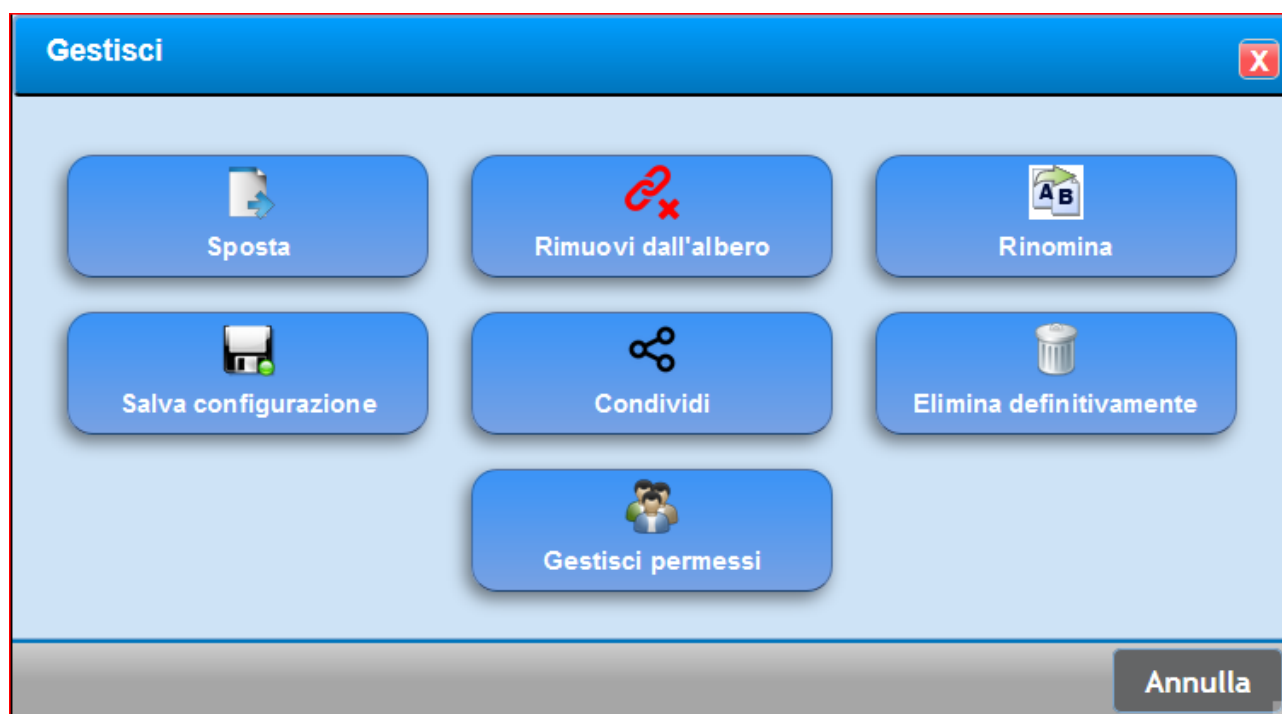 Gestisci
X
Sposta
Rimuovi dall'albero
A B
Rinomina
Salva configurazione
Condividi
Elimina definitivamente
Gestisci permessi
Annulla